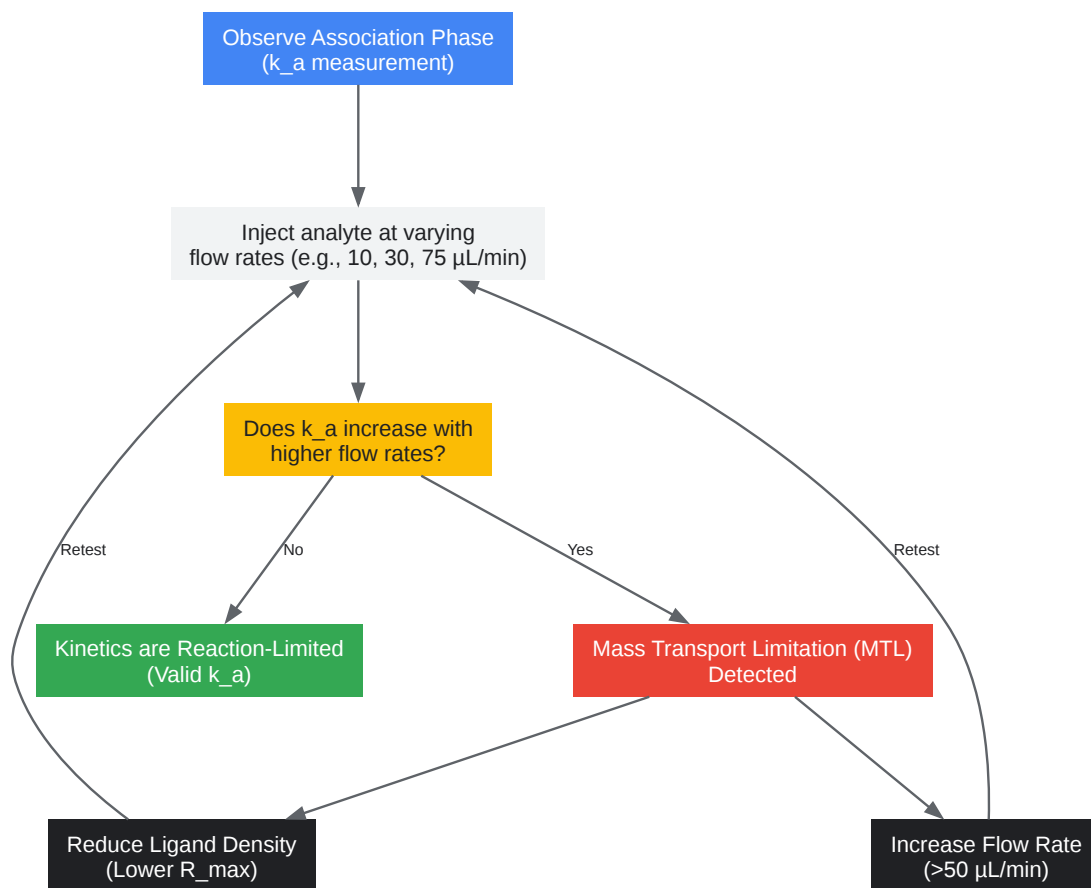 Observe Association Phase
(k_a measurement)
Inject analyte at varying
flow rates (e.g., 10, 30, 75 µL/min)
Does k_a increase with
higher flow rates?
Retest
No
Yes
Retest
Kinetics are Reaction-Limited
(Valid k_a)
Mass Transport Limitation (MTL)
Detected
Reduce Ligand Density
(Lower R_max)
Increase Flow Rate
(>50 µL/min)